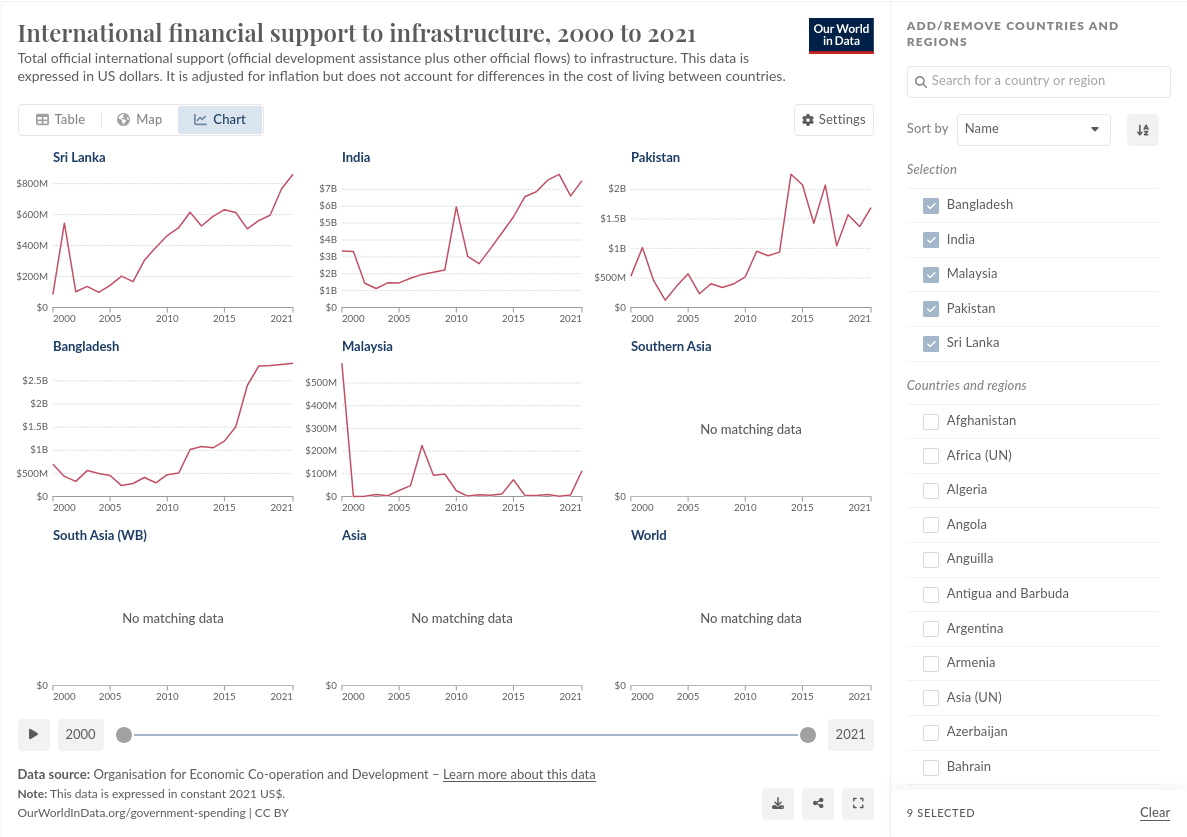 International financial support to infrastructure, 2000 to 2021
Total official international support (official development assistance plus other official flows) to infrastructure. This data is
expressed in US dollars. It is adjusted for inflation but does not account for differences in the cost of living between countries.
Our World
in Data
Table
Map
Chart
Settings
Sri Lanka
$800M
$600M
$400M
$200M
$0
2000 2005 2010 2015 2021
India
$7B
$6B
$5B
$4B
$3B
$2B
$1B
$0
2000 2005 2010 2015 2021
Pakistan
$2B
$1.5B
$1B
$500M
$0
2000 2005 2010 2015 2021
Bangladesh
$2.5B
$2B
$1.5B
$1B
$500M
$0
2000 2005 2010 2015 2021
Malaysia
$500M
$400M
$300M
$200M
$100M
$0
2000 2005 2010 2015 2021
Southern Asia
No matching data
$0
2000 2005 2010 2015 2021
South Asia (WB)
No matching data
$0
2000 2005 2010 2015 2021
Asia
No matching data
$0
2000 2005 2010 2015 2021
World
No matching data
$0
2000 2005 2010 2015 2021
2000
2021
Data source: Organisation for Economic Co-operation and Development – Learn more about this data
Note: This data is expressed in constant 2021 US$.
OurWorldInData.org/government-spending | CC BY
ADD/REMOVE COUNTRIES AND
REGIONS
Search for a country or region
Sort by Name
Selection
Bangladesh
India
Malaysia
Pakistan
Sri Lanka
Countries and regions
Afghanistan
Africa (UN)
Algeria
Angola
Anguilla
Antigua and Barbuda
Argentina
Armenia
Asia (UN)
Azerbaijan
Bahrain
9 SELECTED
Clear